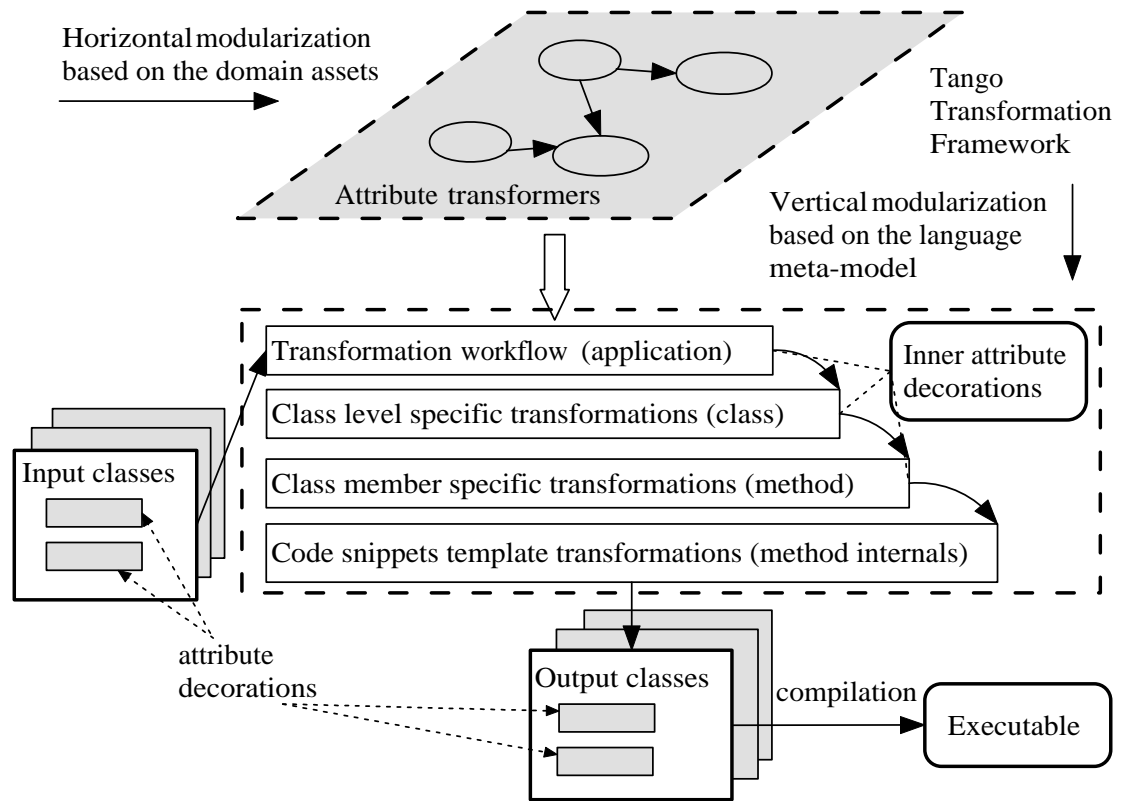 Horizontal modularization
based on the domain assets
Tango
Transformation
Framework
Attribute transformers
Vertical modularization
based on the language
meta-model
Transformation workflow (application)
Inner attribute
decorations
Class level specific transformations (class)
Input classes
Class member specific transformations (method)
Code snippets template transformations (method internals)
attribute
decorations
Output classes
compilation
Executable